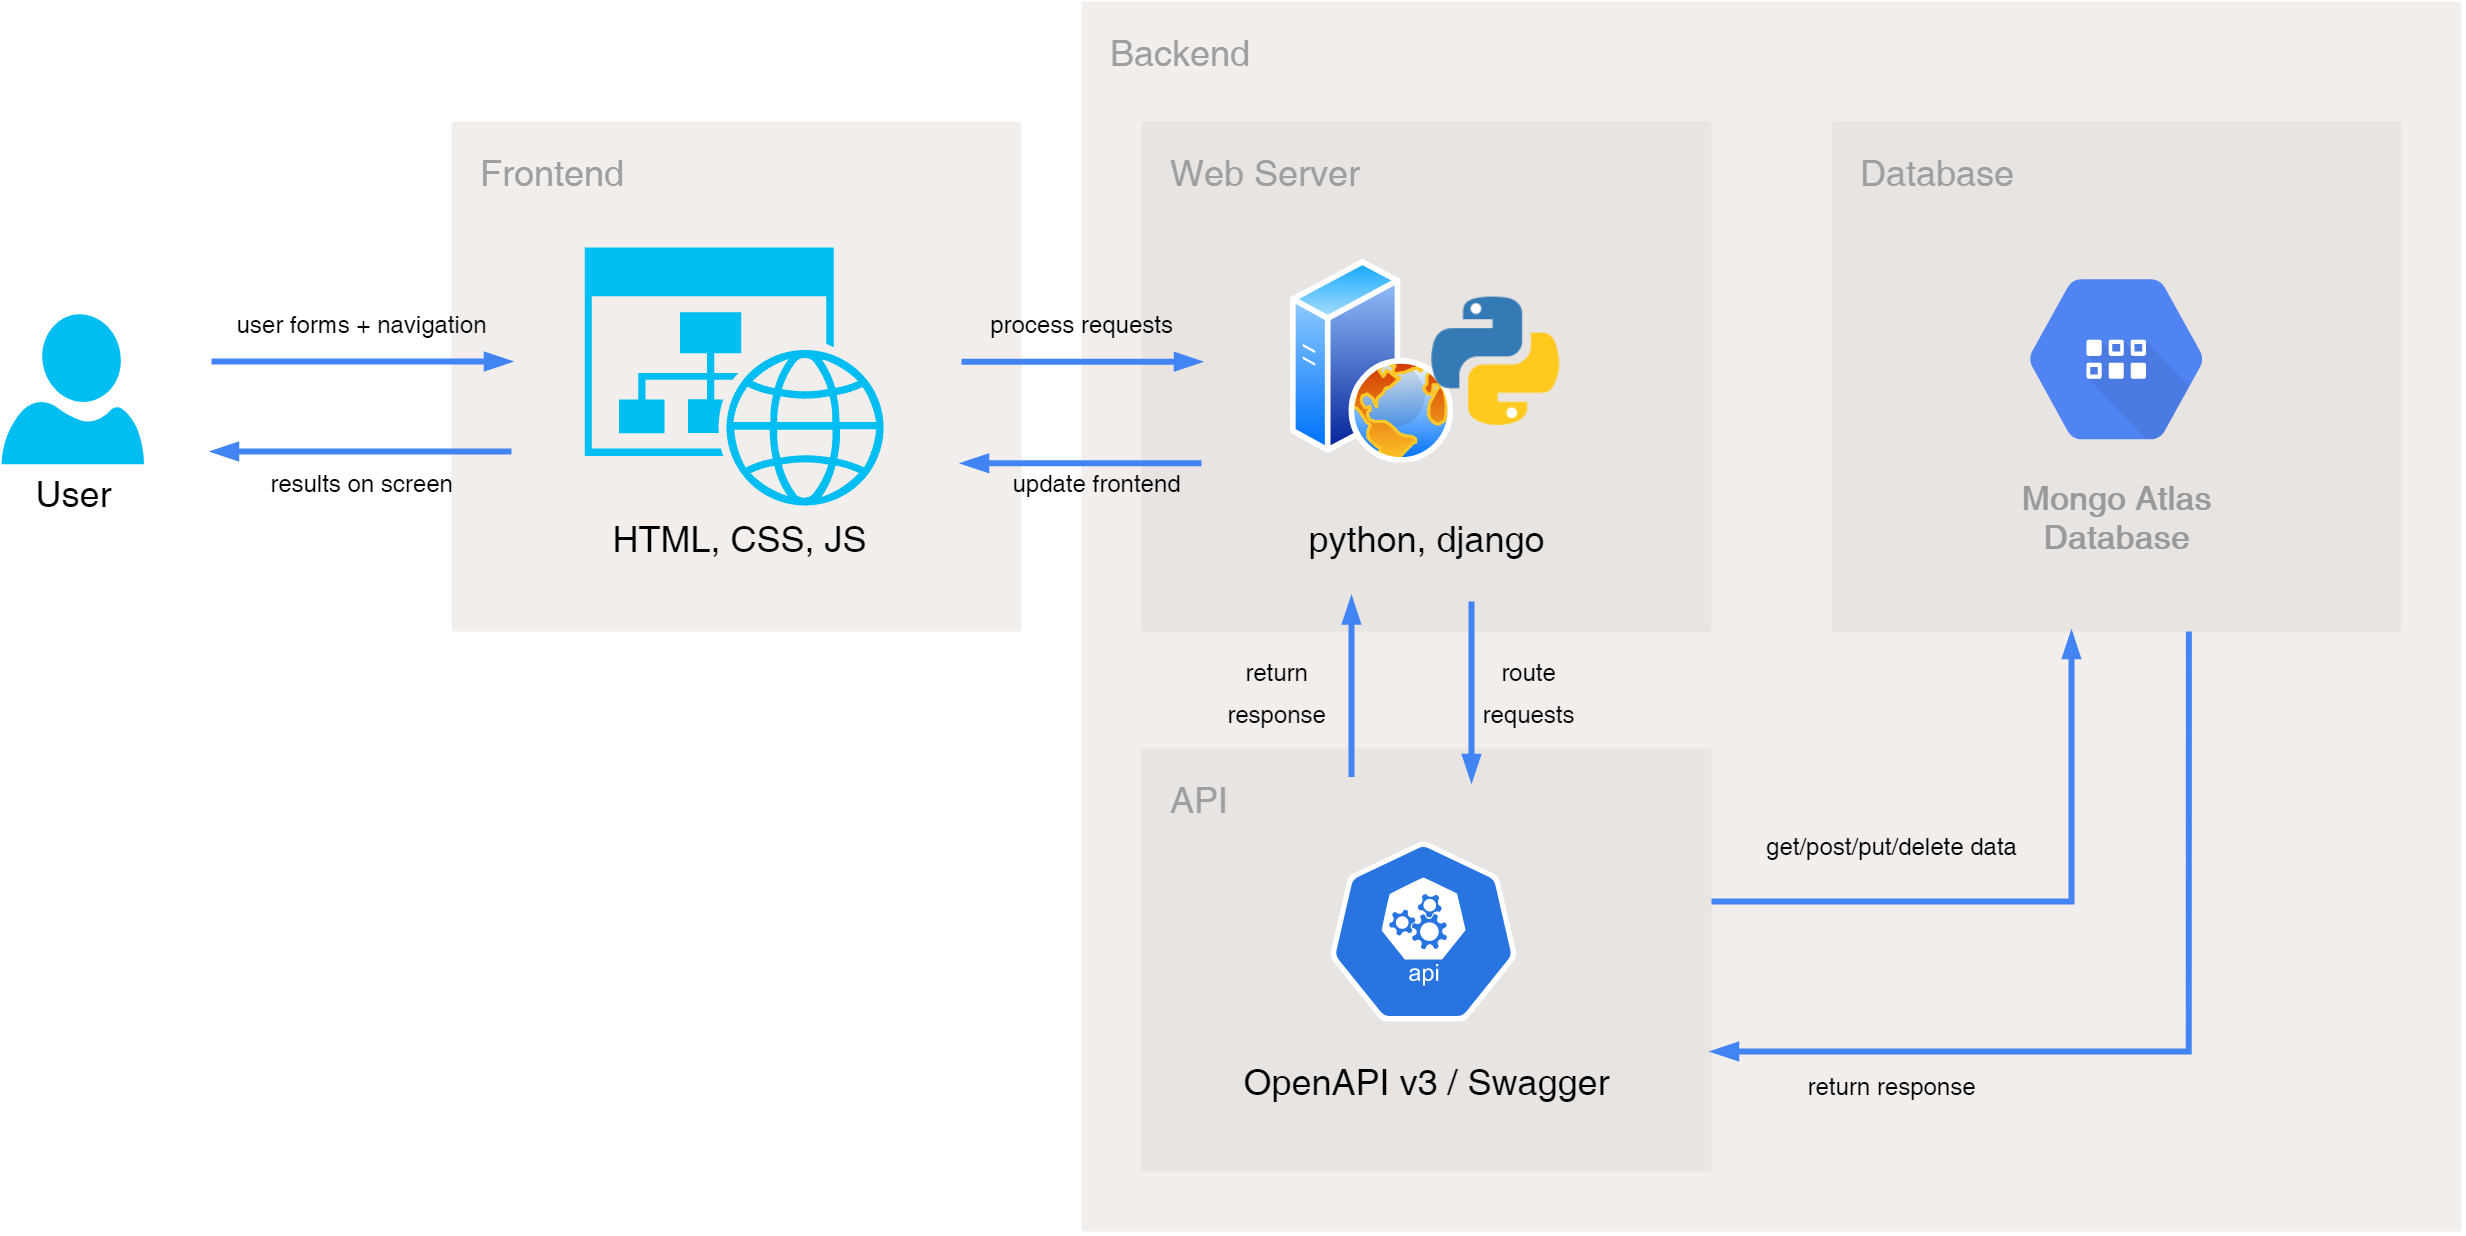 Backend
Frontend
Web Server
Database
user forms + navigation
process requests
results on screen
update frontend
User
HTML, CSS, JS
python, django
Mongo Atlas
Database
return
response
route
requests
API
get/post/put/delete data
api
OpenAPI v3 / Swagger
return response